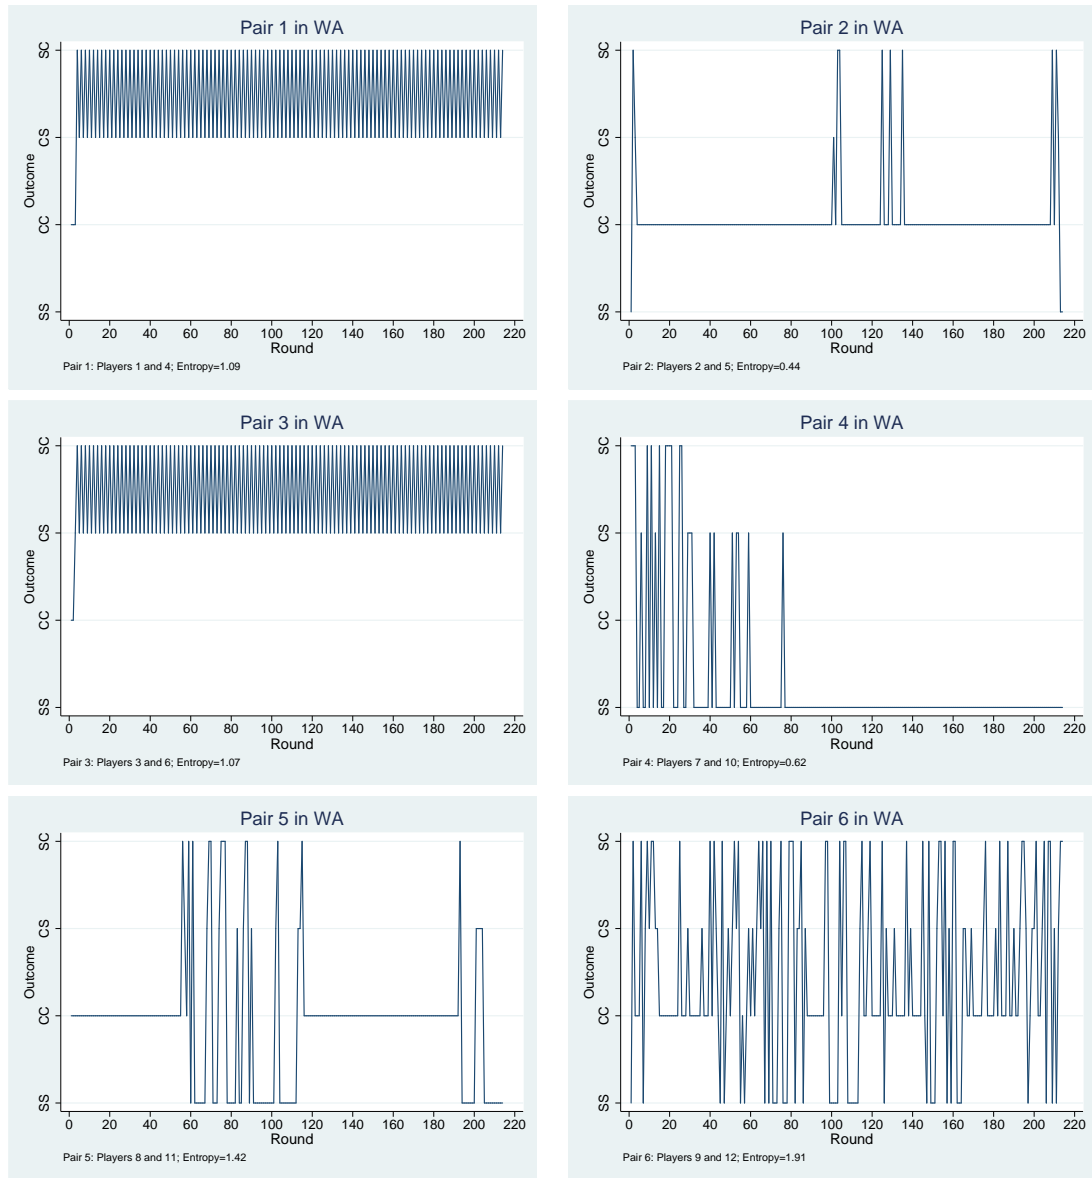 Pair 1 in WA
SC
CS
CC
SS
Outcome
0 20 40 60 80 100 120 140 160 180 200 220
Round
Pair 1: Players 1 and 4; Entropy=1.09
Pair 2 in WA
SC
CS
CC
SS
Outcome
0 20 40 60 80 100 120 140 160 180 200 220
Round
Pair 2: Players 2 and 5; Entropy=0.44
Pair 3 in WA
SC
CS
CC
SS
Outcome
0 20 40 60 80 100 120 140 160 180 200 220
Round
Pair 3: Players 3 and 6; Entropy=1.07
Pair 4 in WA
SC
CS
CC
SS
Outcome
0 20 40 60 80 100 120 140 160 180 200 220
Round
Pair 4: Players 7 and 10; Entropy=0.62
Pair 5 in WA
SC
CS
CC
SS
Outcome
0 20 40 60 80 100 120 140 160 180 200 220
Round
Pair 5: Players 8 and 11; Entropy=1.42
Pair 6 in WA
SC
CS
CC
SS
Outcome
0 20 40 60 80 100 120 140 160 180 200 220
Round
Pair 6: Players 9 and 12; Entropy=1.91